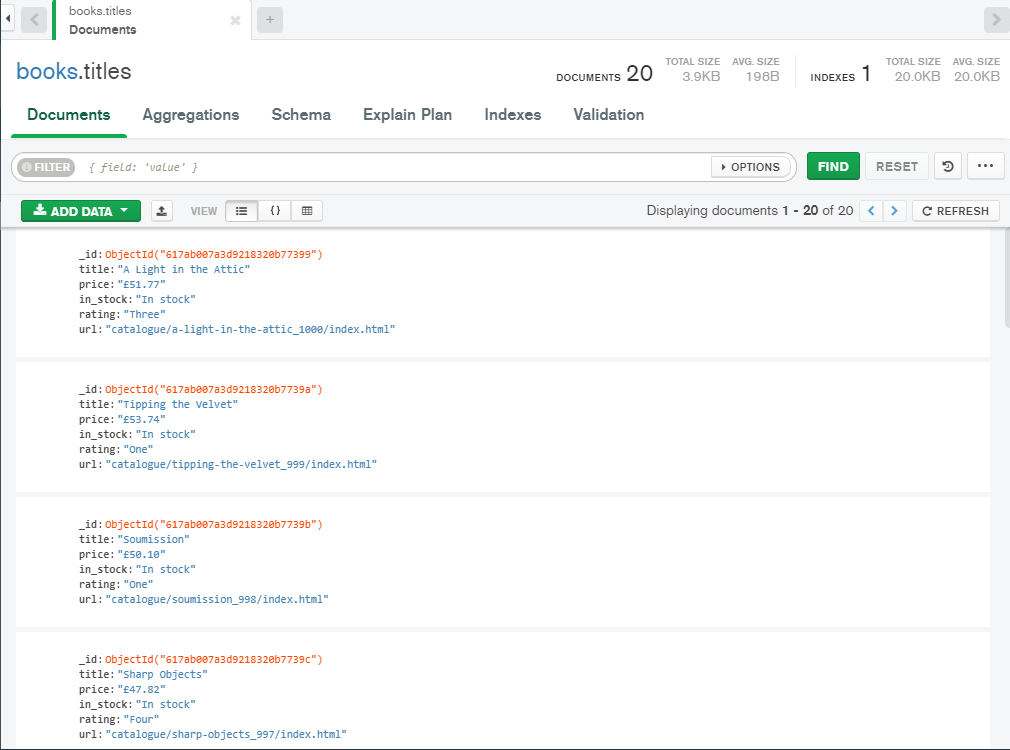 books.titles
Documents
books.titles
DOCUMENTS 20
TOTAL SIZE
3.9KB
AVG. SIZE
198B
INDEXES 1
TOTAL SIZE
20.0KB
AVG. SIZE
20.0KB
Documents Aggregations Schema Explain Plan Indexes Validation
FILTER { field: 'value' } OPTIONS FIND RESET
ADD DATA VIEW { } Displaying documents 1 - 20 of 20 < > REFRESH
_id: ObjectId("617ab007a3d9218320b77399")
title: "A Light in the Attic"
price: "£51.77"
in_stock: "In stock"
rating: "Three"
url: "catalogue/a-light-in-the-attic_1000/index.html"
_id: ObjectId("617ab007a3d9218320b7739a")
title: "Tipping the Velvet"
price: "£53.74"
in_stock: "In stock"
rating: "One"
url: "catalogue/tipping-the-velvet_999/index.html"
_id: ObjectId("617ab007a3d9218320b7739b")
title: "Soumission"
price: "£50.10"
in_stock: "In stock"
rating: "One"
url: "catalogue/soumission_998/index.html"
_id: ObjectId("617ab007a3d9218320b7739c")
title: "Sharp Objects"
price: "£47.82"
in_stock: "In stock"
rating: "Four"
url: "catalogue/sharp-objects_997/index.html"